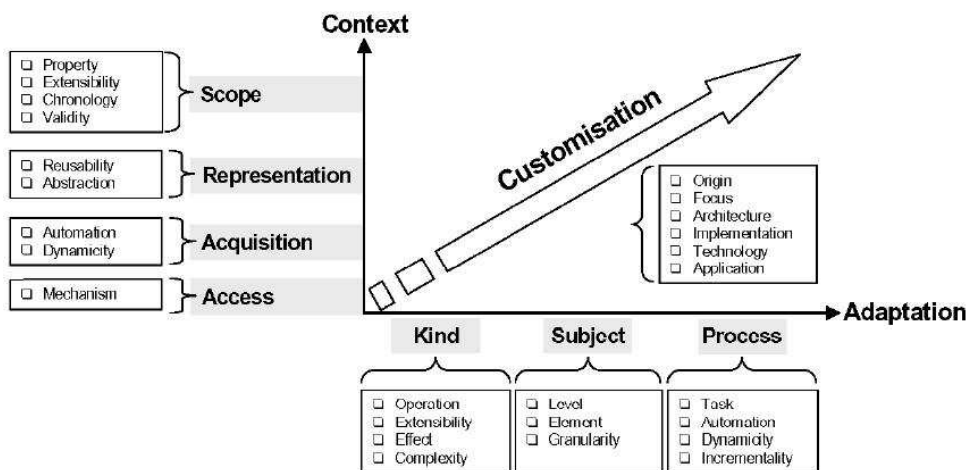 Context
Property
Extensibility
Chronology
Validity
Scope
Reusability
Abstraction
Representation
Automation
Dynamicity
Acquisition
Mechanism
Access
Customisation
Origin
Focus
Architecture
Implementation
Technology
Application
Adaptation
Kind
Subject
Process
Operation
Extensibility
Effect
Complexity
Level
Element
Granularity
Task
Automation
Dynamicity
Incrementality